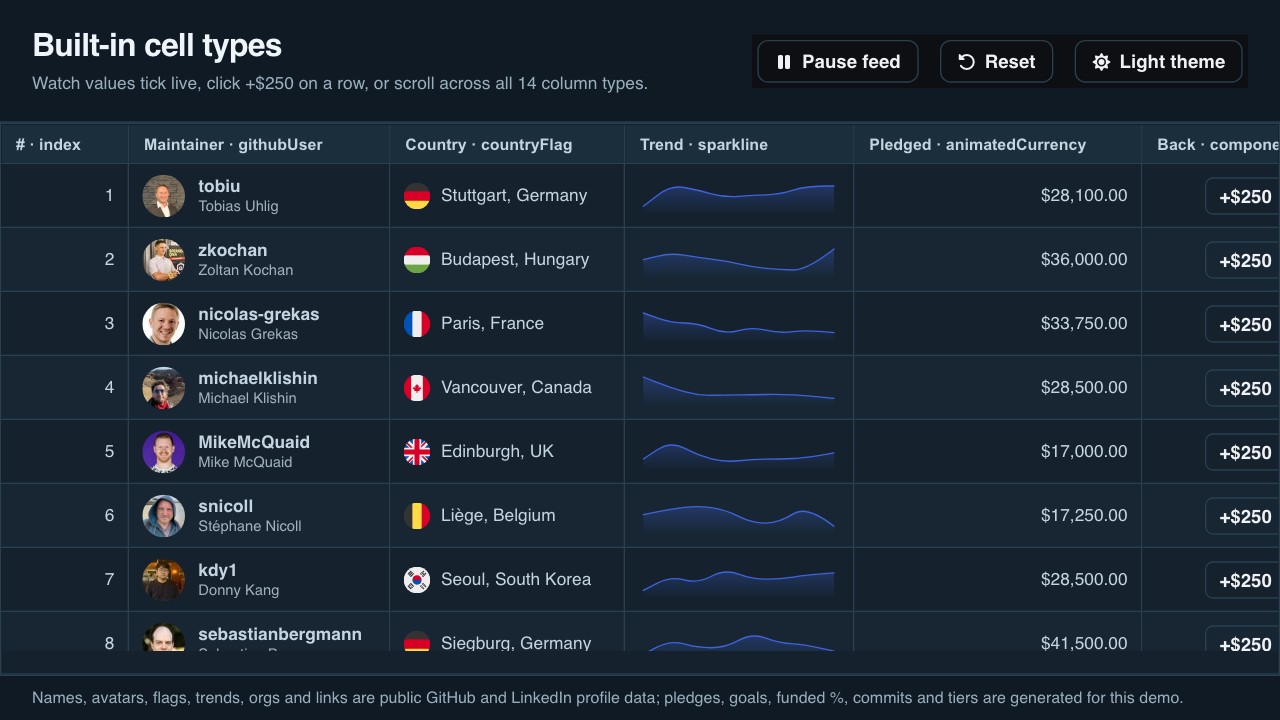 Built-in cell types
Watch values tick live, click +$250 on a row, or scroll across all 14 column types.
Pause feed
Reset
Light theme
# · index
Maintainer · githubUser
Country · countryFlag
Trend · sparkline
Pledged · animatedCurrency
Back ·
1
tobiu
Tobias Uhlig
Stuttgart, Germany
$28,100.00
+$250
2
zkochan
Zoltan Kochan
Budapest, Hungary
$36,000.00
+$250
3
nicolas-grekas
Nicolas Grekas
Paris, France
$33,750.00
+$250
4
michaelklishin
Michael Klishin
Vancouver, Canada
$28,500.00
+$250
5
MikeMcQuaid
Mike McQuaid
Edinburgh, UK
$17,000.00
+$250
6
snicoll
Stéphane Nicoll
Liège, Belgium
$17,250.00
+$250
7
kdy1
Donny Kang
Seoul, South Korea
$28,500.00
+$250
8
sebastianbergmann
Siegburg, Germany
$41,500.00
+$250
Names, avatars, flags, trends, orgs and links are public GitHub and LinkedIn profile data; pledges, goals, funded %, commits and tiers are generated for this demo.